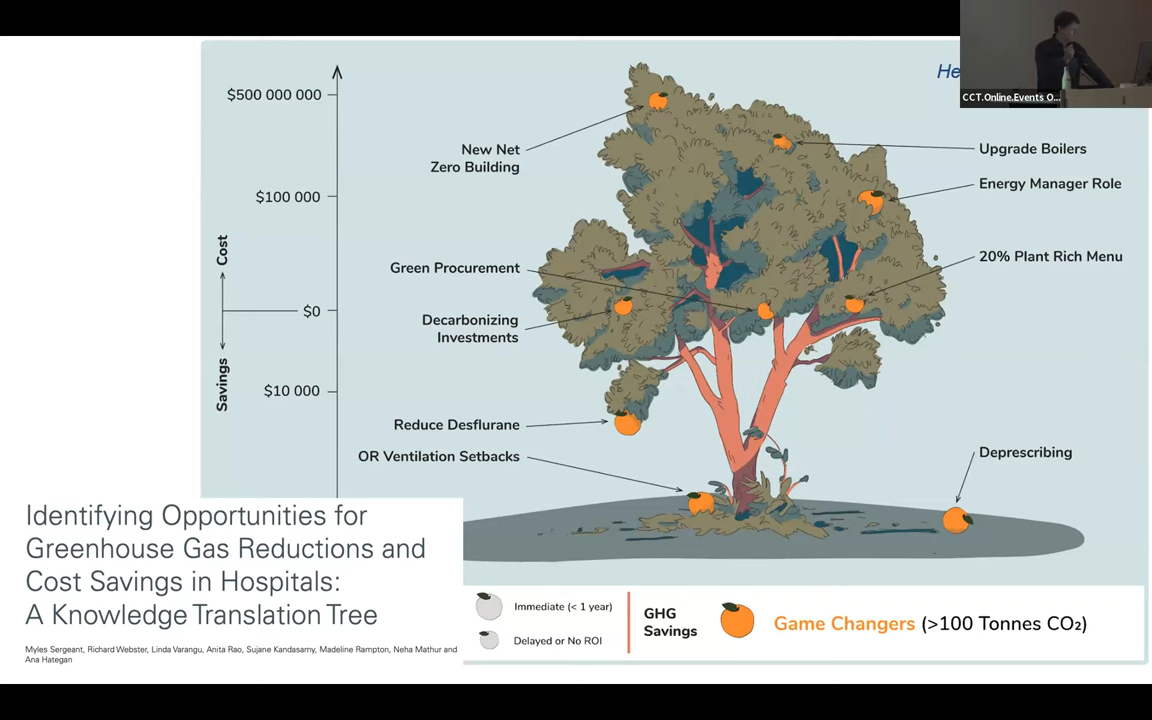 He
CCT.Online.Events O...
$500 000 000
New Net
Zero Building
Upgrade Boilers
Energy Manager Role
$100 000
Cost
Green Procurement
20% Plant Rich Menu
$0
Decarbonizing
Investments
Savings
$10 000
Reduce Desflurane
OR Ventilation Setbacks
Deprescribing
Identifying Opportunities for
Greenhouse Gas Reductions and
Cost Savings in Hospitals:
A Knowledge Translation Tree
Myles Sergeant, Richard Webster, Linda Varangu, Anita Rao, Sujane Kandasamy, Madeline Rampton, Neha Mathur and
Ana Hategan
Immediate (< 1 year)
Delayed or No ROI
GHG
Savings
Game Changers (>100 Tonnes CO₂)